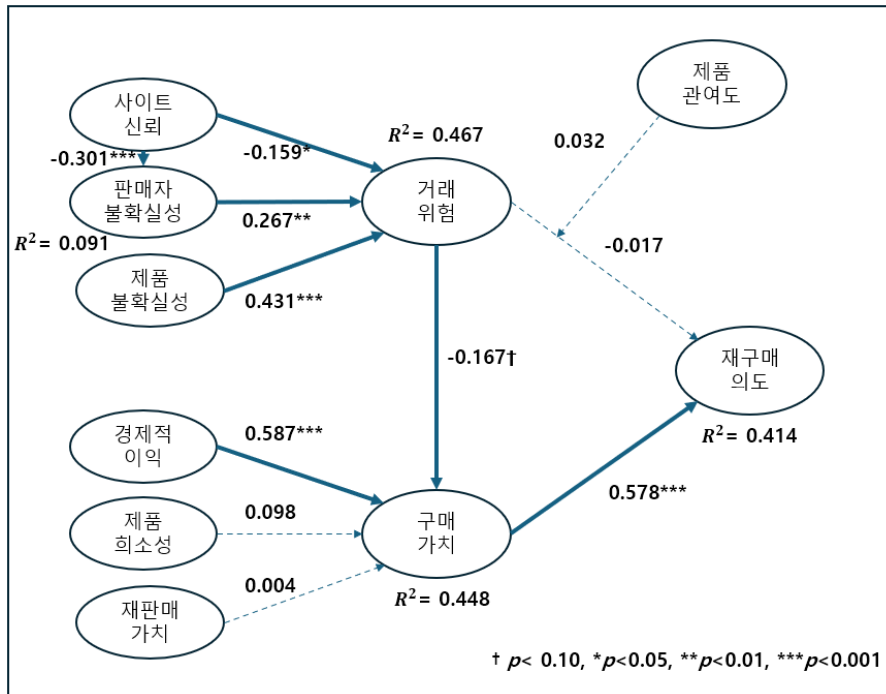 사이트
신뢰
-0.301***
판매자
불확실성
R² = 0.091
제품
불확실성
-0.159*
0.267**
0.431***
R² = 0.467
거래
위험
제품
관여도
0.032
-0.017
-0.167†
재구매
의도
R² = 0.414
경제적
이익
0.587***
제품
희소성
0.098
재판매
가치
0.004
구매
가치
R² = 0.448
0.578***
† p< 0.10, *p<0.05, **p<0.01, ***p<0.001